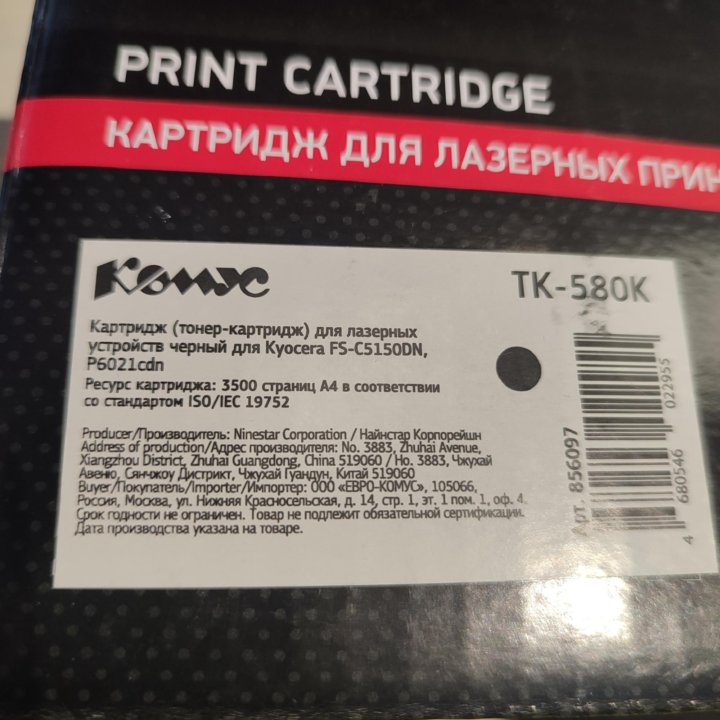 PRINT CARTRIDGE
КАРТРИДЖ ДЛЯ ЛАЗЕРНЫХ ПРИН
Комус
TK-580K
Картридж (тонер-картридж) для лазерных
устройств черный для Kyocera FS-C5150DN,
P6021cdn
Ресурс картриджа: 3500 страниц А4 в соответствии
со стандартом ISO/IEC 19752
Producer/Производитель: Ninestar Corporation / Найнстар Корпорейшн
Address of production/Адрес производителя: No. 3883, Zhuhai Avenue,
Xiangzhou District, Zhuhai Guangdong, China 519060 / Но. 3883, Чжухай
Авеню, Сянчжоу Дистрикт, Чжухай Гуандун, Китай 519060
Buyer/Покупатель/Importer/Импортер: ООО «ЕВРО-КОМУС», 105066,
Россия, Москва, ул. Нижняя Красносельская, д. 14, стр. 1, эт. 1 пом. 1, оф. 4.
Срок годности не ограничен. Товар не подлежит обязательной сертификации.
Дата производства указана на товаре.
Арт. 856097
4 680546 022955